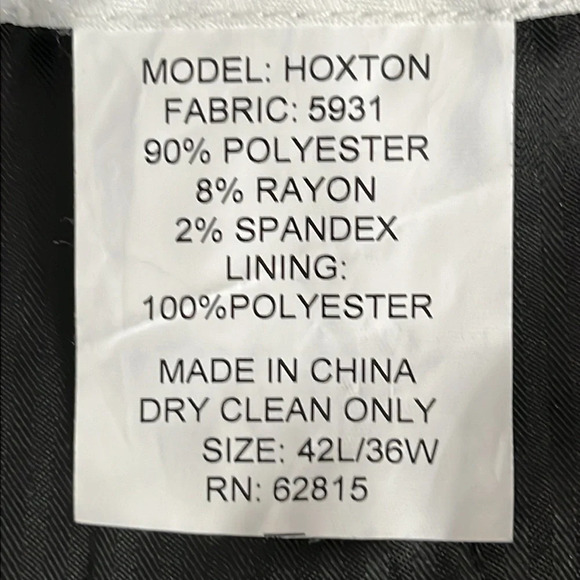 MODEL: HOXTON
FABRIC: 5931
90% POLYESTER
8% RAYON
2% SPANDEX
LINING:
100%POLYESTER
MADE IN CHINA
DRY CLEAN ONLY
SIZE: 42L/36W
RN: 62815